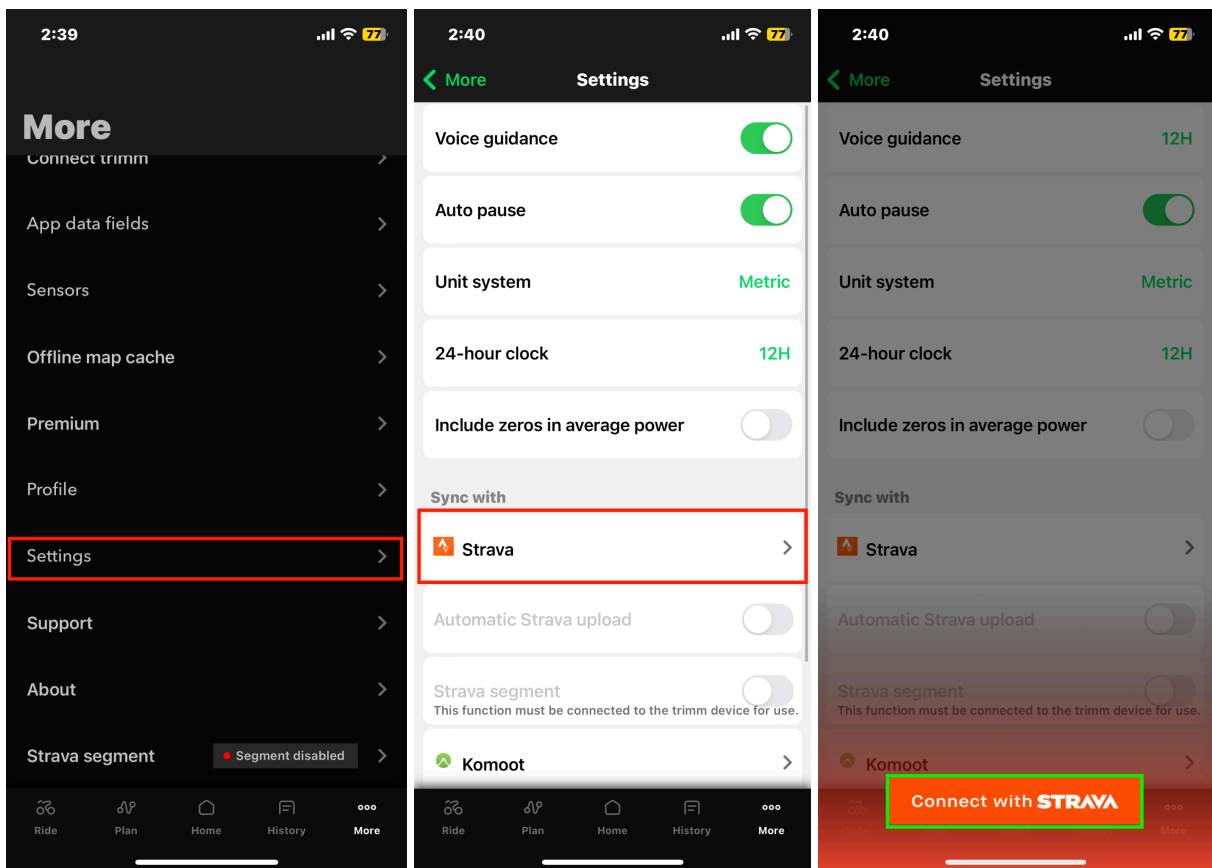 2:39
77
More
Connect trimm
App data fields
Sensors
Offline map cache
Premium
Profile
Settings
Support
About
Strava segment
Segment disabled
Ride
Plan
Home
History
More
2:40
77
More
Settings
Voice guidance
Auto pause
Unit system
Metric
24-hour clock
12H
Include zeros in average power
Sync with
Strava
Automatic Strava upload
Strava segment
This function must be connected to the trimm device for use.
Komoot
Ride
Plan
Home
History
More
2:40
77
More
Settings
Voice guidance
12H
Auto pause
Unit system
Metric
24-hour clock
12H
Include zeros in average power
Sync with
Strava
Automatic Strava upload
Strava segment
This function must be connected to the trimm device for use.
Komoot
Connect with STRAVA
Ride
More